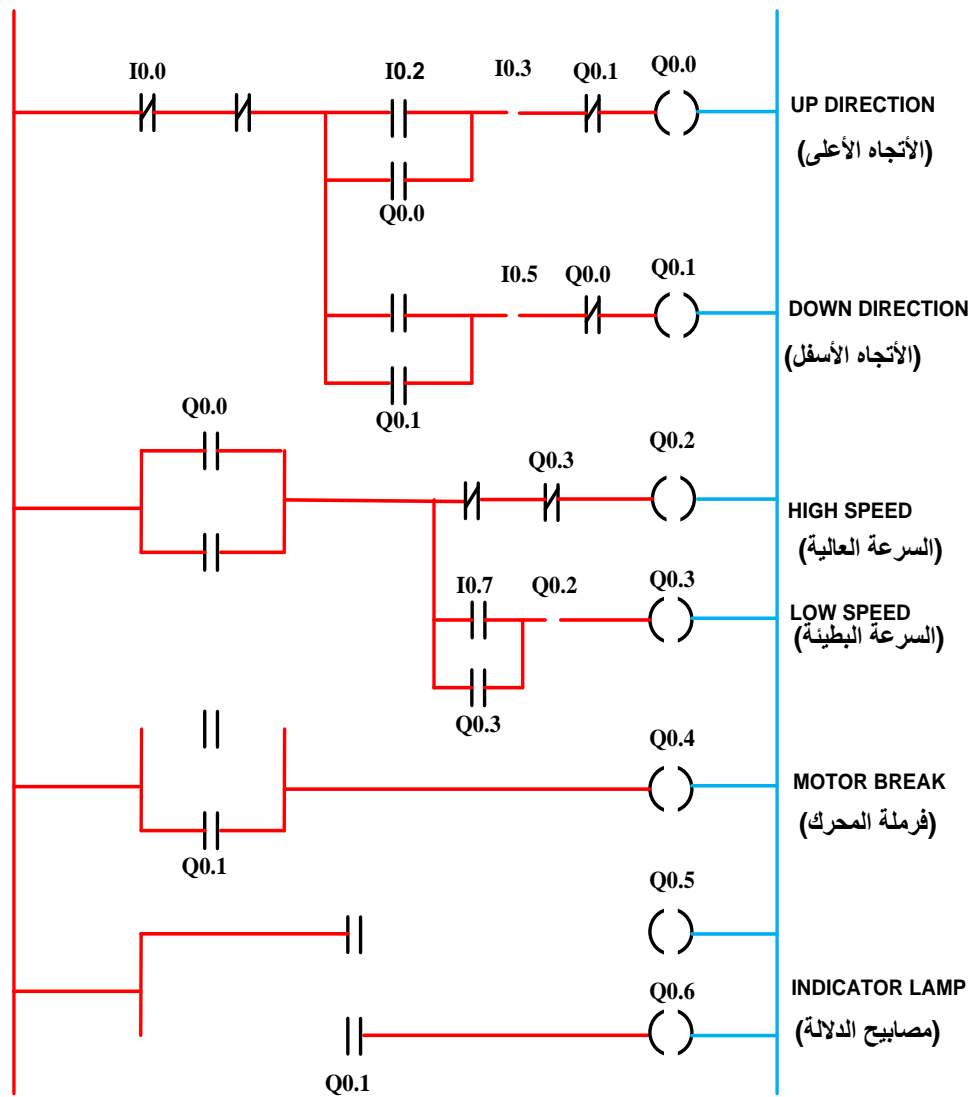 I0.0
I0.2
I0.3
Q0.1
Q0.0
UP DIRECTION
(الأتجاه الأعلى)
Q0.0
I0.5
Q0.0
Q0.1
DOWN DIRECTION
(الأتجاه الأسفل)
Q0.1
Q0.0
Q0.3
Q0.2
HIGH SPEED
(السرعة العالية)
I0.7
Q0.2
Q0.3
LOW SPEED
(السرعة البطيئة)
Q0.3
Q0.4
MOTOR BREAK
(فرملة المحرك)
Q0.1
Q0.5
INDICATOR LAMP
Q0.6
(مصابيح الدلالة)
Q0.1